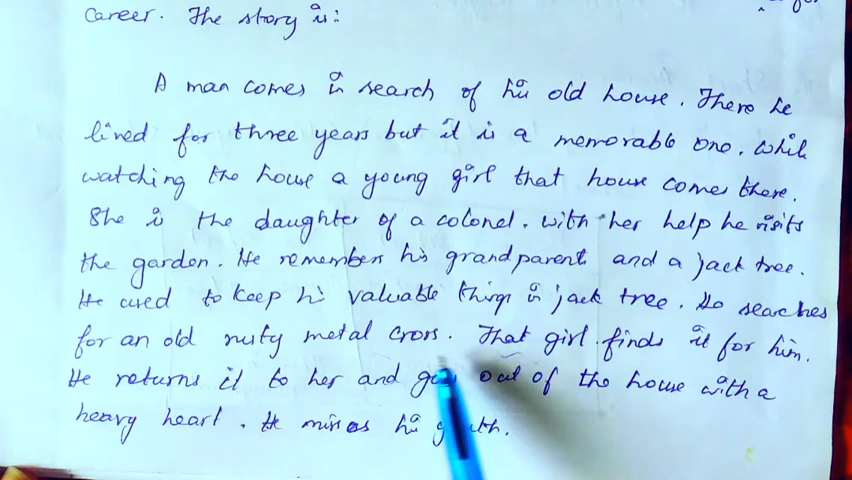 Career. The story is:
A man comes in search of his old house. There he
lived for three years but it is a memorable one. While
watching the house a young girl that house comes there.
She is the daughter of a colonel. With her help he visits
the garden. He remembers his grandparent and a jack tree.
He used to keep his valuable things in jack tree. He searches
for an old rusty metal cross. That girl finds it for him.
He returns it to her and out of the house with a
heavy heart. He misses his